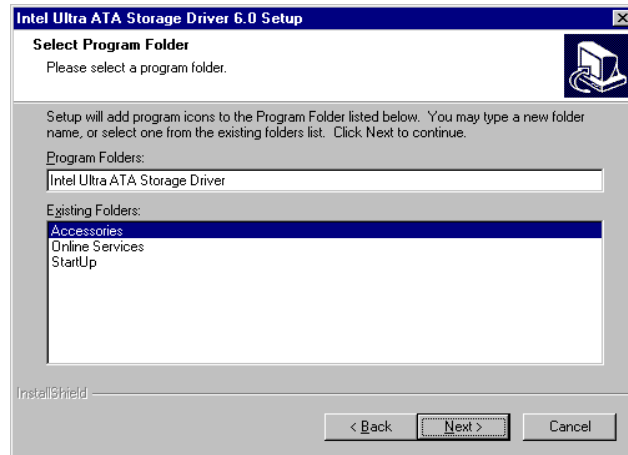 Intel Ultra ATA Storage Driver 6.0 Setup
Select Program Folder
Please select a program folder.
Setup will add program icons to the Program Folder listed below. You may type a new folder
name, or select one from the existing folders list. Click Next to continue.
Program Folders:
Intel Ultra ATA Storage Driver
Existing Folders:
Accessories
Online Services
StartUp
InstallShield
< Back Next > Cancel